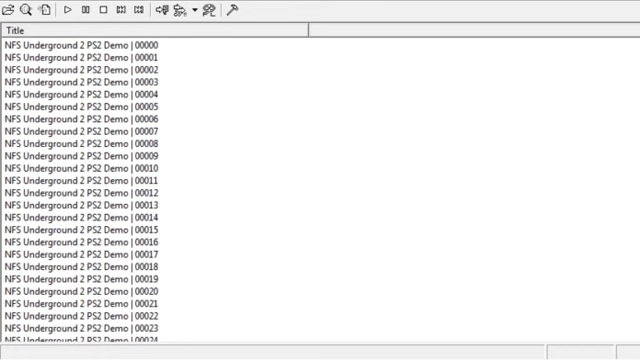 Title
NFS Underground 2 PS2 Demo | 00000
NFS Underground 2 PS2 Demo | 00001
NFS Underground 2 PS2 Demo | 00002
NFS Underground 2 PS2 Demo | 00003
NFS Underground 2 PS2 Demo | 00004
NFS Underground 2 PS2 Demo | 00005
NFS Underground 2 PS2 Demo | 00006
NFS Underground 2 PS2 Demo | 00007
NFS Underground 2 PS2 Demo | 00008
NFS Underground 2 PS2 Demo | 00009
NFS Underground 2 PS2 Demo | 00010
NFS Underground 2 PS2 Demo | 00011
NFS Underground 2 PS2 Demo | 00012
NFS Underground 2 PS2 Demo | 00013
NFS Underground 2 PS2 Demo | 00014
NFS Underground 2 PS2 Demo | 00015
NFS Underground 2 PS2 Demo | 00016
NFS Underground 2 PS2 Demo | 00017
NFS Underground 2 PS2 Demo | 00018
NFS Underground 2 PS2 Demo | 00019
NFS Underground 2 PS2 Demo | 00020
NFS Underground 2 PS2 Demo | 00021
NFS Underground 2 PS2 Demo | 00022
NFS Underground 2 PS2 Demo | 00023
NFS Underground 2 PS2 Demo | 00024